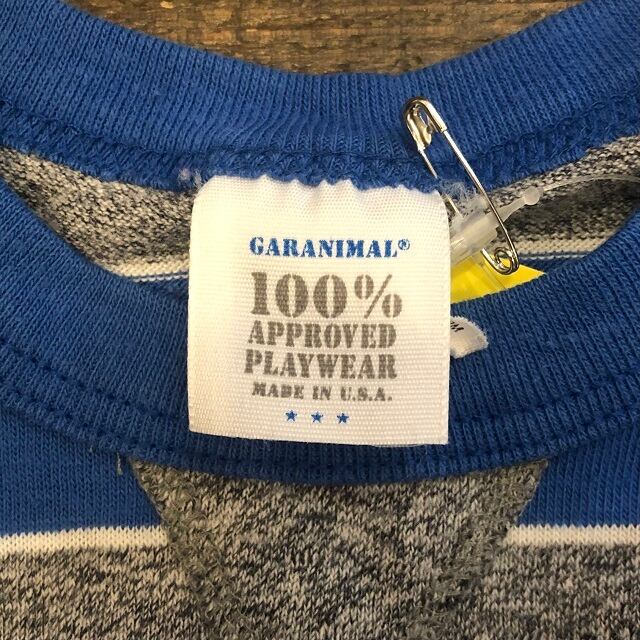 GARANIMAL®
100%
APPROVED
PLAYWEAR
MADE IN U.S.A.